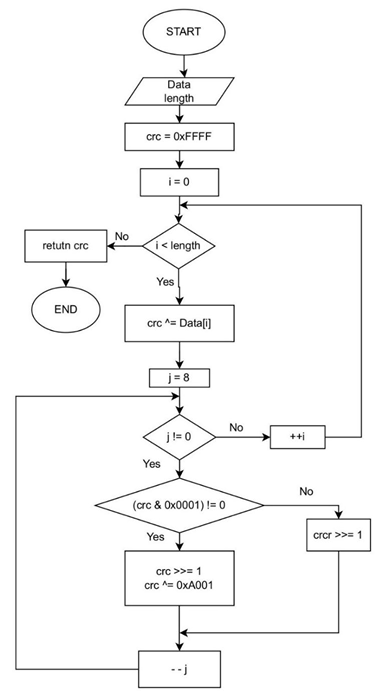 START
Data
length
crc = 0xFFFF
i = 0
i < length
No
retutn crc
END
Yes
crc ^= Data[i]
j = 8
j != 0
No
++i
Yes
(crc & 0x0001) != 0
No
crcr >>= 1
Yes
crc >>= 1
crc ^= 0xA001
- - j